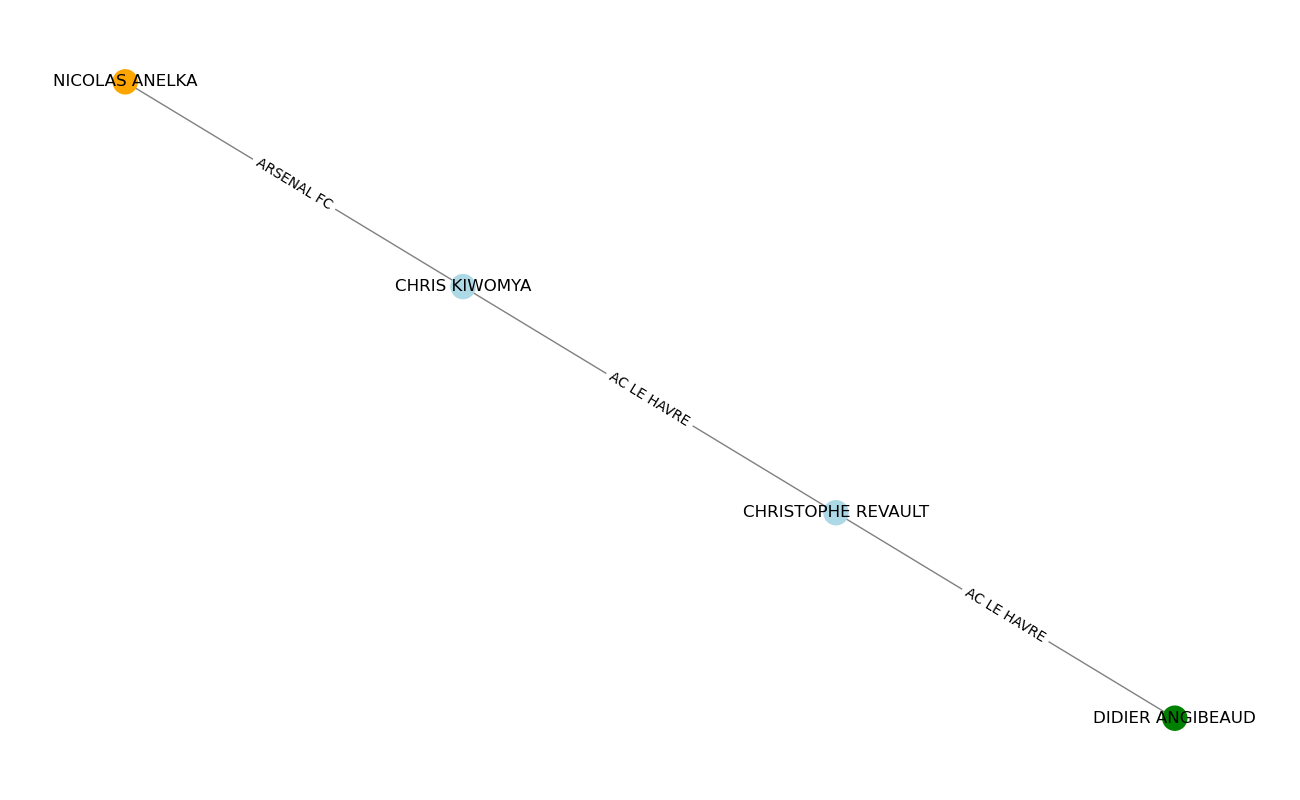 NICOLAS ANELKA
ARSENAL FC
CHRIS KIWOMYA
AC LE HAVRE
CHRISTOPHE REVAULT
AC LE HAVRE
DIDIER ANGIBEAUD